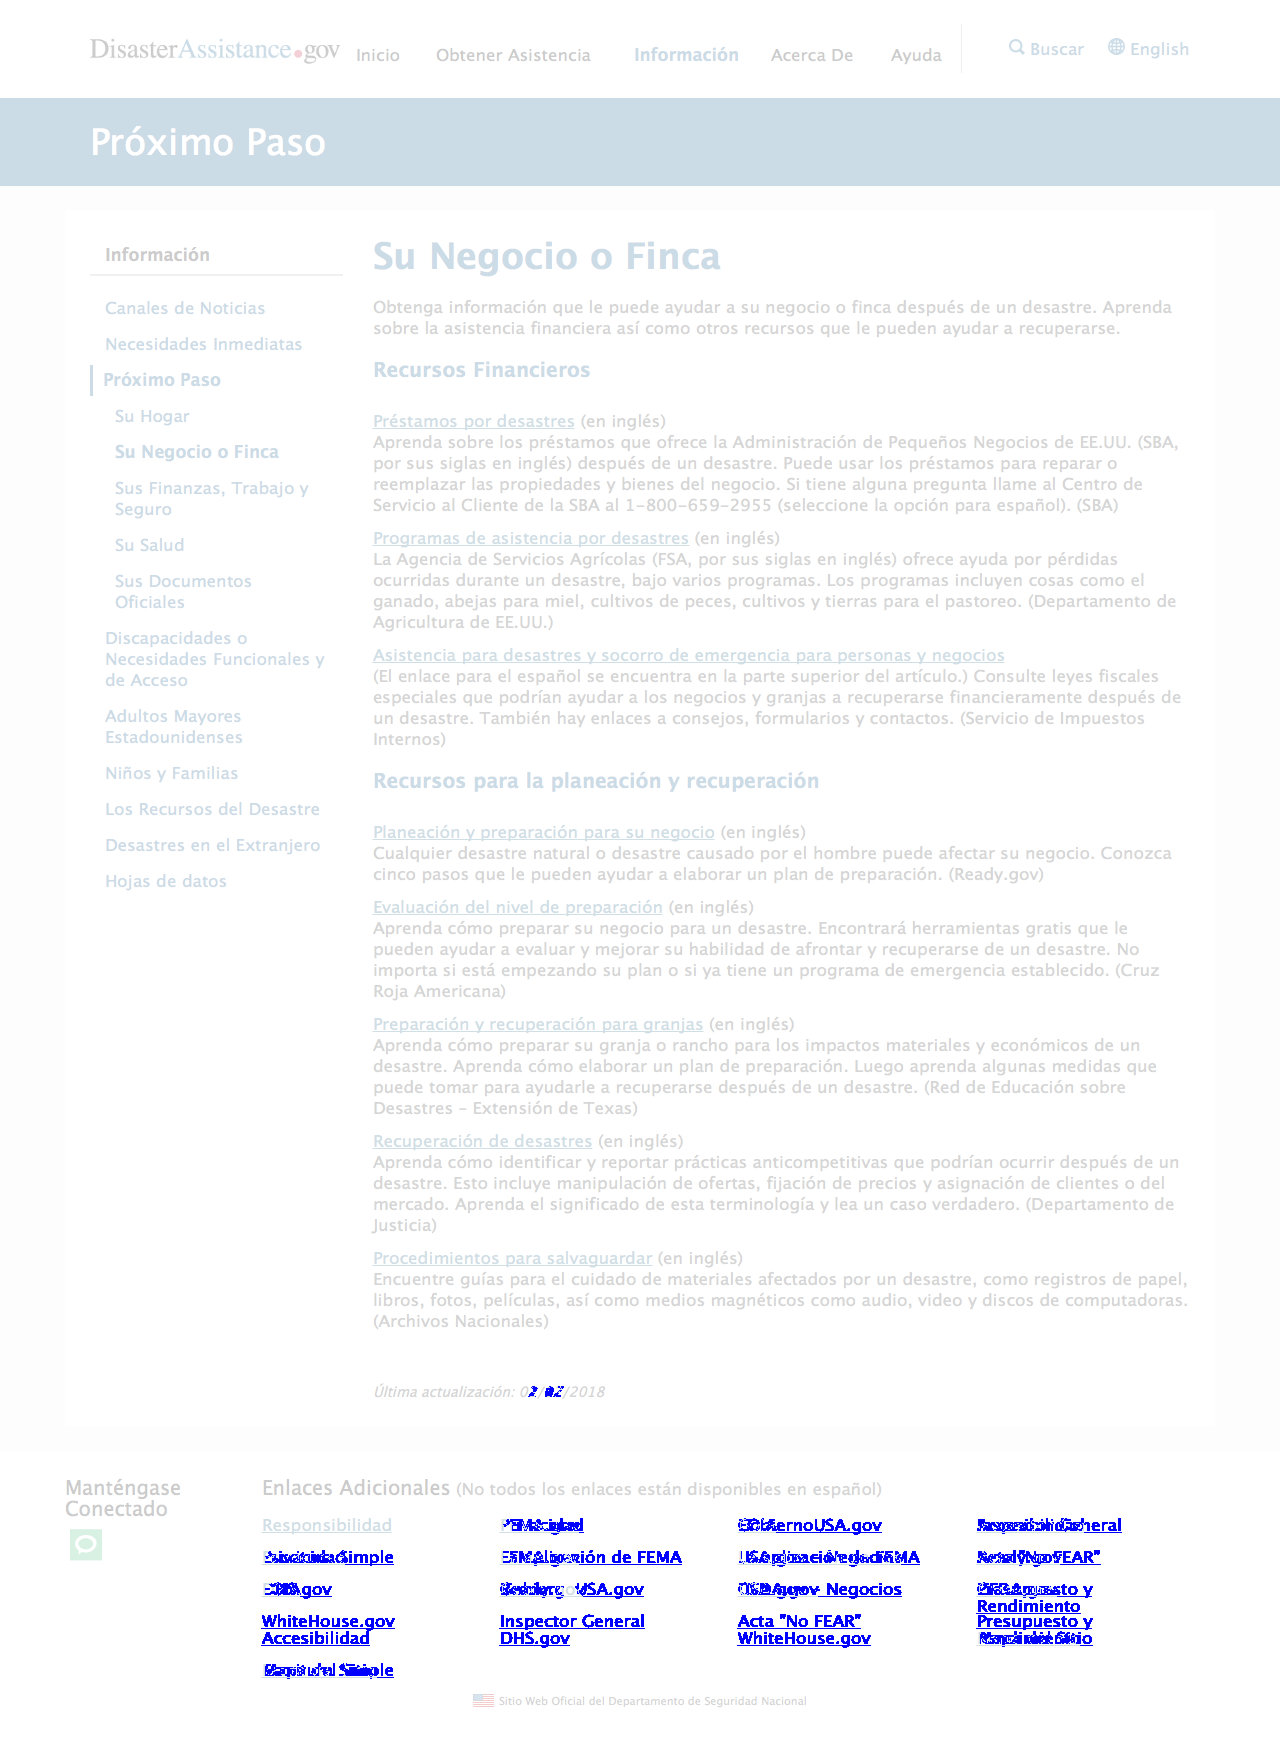 DisasterAssistance.gov
Inicio Obtener Asistencia Información Acerca De Ayuda Buscar English
Próximo Paso
Información
Canales de Noticias
Necesidades Inmediatas
Próximo Paso
Su Hogar
Su Negocio o Finca
Sus Finanzas, Trabajo y
Seguro
Su Salud
Sus Documentos
Oficiales
Discapacidades o
Necesidades Funcionales y
de Acceso
Adultos Mayores
Estadounidenses
Niños y Familias
Los Recursos del Desastre
Desastres en el Extranjero
Hojas de datos
Su Negocio o Finca
Obtenga información que le puede ayudar a su negocio o finca después de un desastre. Aprenda
sobre la asistencia financiera así como otros recursos que le pueden ayudar a recuperarse.
Recursos Financieros
Préstamos por desastres (en inglés)
Aprenda sobre los préstamos que ofrece la Administración de Pequeños Negocios de EE.UU. (SBA,
por sus siglas en inglés) después de un desastre. Puede usar los préstamos para reparar o
reemplazar las propiedades y bienes del negocio. Si tiene alguna pregunta llame al Centro de
Servicio al Cliente de la SBA al 1-800-659-2955 (seleccione la opción para español). (SBA)
Programas de asistencia por desastres (en inglés)
La Agencia de Servicios Agrícolas (FSA, por sus siglas en inglés) ofrece ayuda por pérdidas
ocurridas durante un desastre, bajo varios programas. Los programas incluyen cosas como el
ganado, abejas para miel, cultivos de peces, cultivos y tierras para el pastoreo. (Departamento de
Agricultura de EE.UU.)
Asistencia para desastres y socorro de emergencia para personas y negocios
(El enlace para el español se encuentra en la parte superior del artículo.) Consulte leyes fiscales
especiales que podrían ayudar a los negocios y granjas a recuperarse financieramente después de
un desastre. También hay enlaces a consejos, formularios y contactos. (Servicio de Impuestos
Internos)
Recursos para la planeación y recuperación
Planeación y preparación para su negocio (en inglés)
Cualquier desastre natural o desastre causado por el hombre puede afectar su negocio. Conozca
cinco pasos que le pueden ayudar a elaborar un plan de preparación. (Ready.gov)
Evaluación del nivel de preparación (en inglés)
Aprenda cómo preparar su negocio para un desastre. Encontrará herramientas gratis que le
pueden ayudar a evaluar y mejorar su habilidad de afrontar y recuperarse de un desastre. No
importa si está empezando su plan o si ya tiene un programa de emergencia establecido. (Cruz
Roja Americana)
Preparación y recuperación para granjas (en inglés)
Aprenda cómo preparar su granja o rancho para los impactos materiales y económicos de un
desastre. Aprenda cómo elaborar un plan de preparación. Luego aprenda algunas medidas que
puede tomar para ayudarle a recuperarse después de un desastre. (Red de Educación sobre
Desastres - Extensión de Texas)
Recuperación de desastres (en inglés)
Aprenda cómo identificar y reportar prácticas anticompetitivas que podrían ocurrir después de un
desastre. Esto incluye manipulación de ofertas, fijación de precios y asignación de clientes o del
mercado. Aprenda el significado de esta terminología y lea un caso verdadero. (Departamento de
Justicia)
Procedimientos para salvaguardar (en inglés)
Encuentre guías para el cuidado de materiales afectados por un desastre, como registros de papel,
libros, fotos, películas, así como medios magnéticos como audio, video y discos de computadoras.
(Archivos Nacionales)
Última actualización: /2018
Manténgase
Conectado
Enlaces Adicionales (No todos los enlaces están disponibles en español)
Responsibilidad
de FEMA
Negocios
Presupuesto y
Rendimiento
WhiteHouse.gov Inspector General Acta "No FEAR" Presupuesto y
Accesibilidad DHS.gov WhiteHouse.gov
Sitio Web Oficial del Departamento de Seguridad Nacional